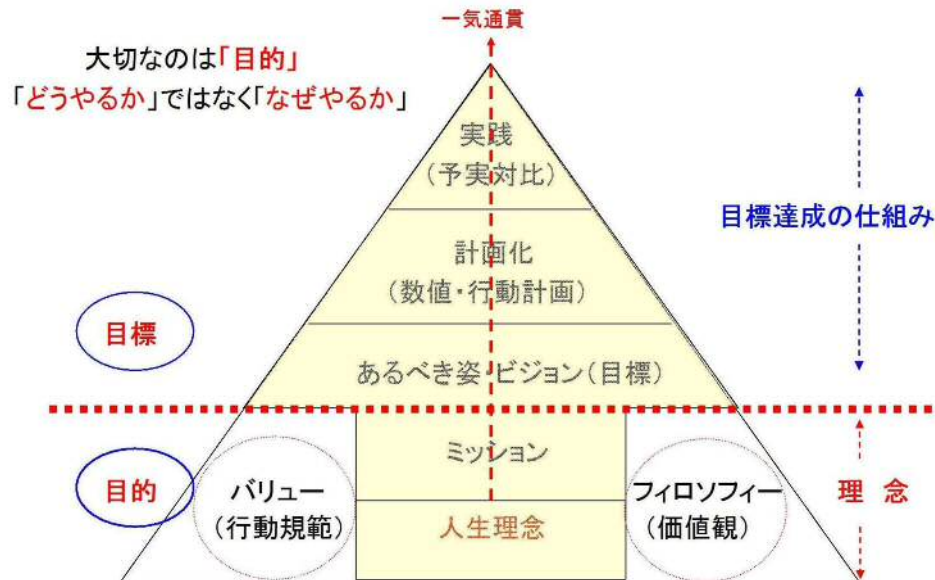 一気通貫
大切なのは「目的」
「どうやるか」ではなく「なぜやるか」
実践
(予実対比)
目標達成の仕組み
計画化
(数値・行動計画)
目標
あるべき姿・ビジョン(目標)
ミッション
目的
バリュー
(行動規範)
フィロソフィー
(価値観)
理 念
人生理念